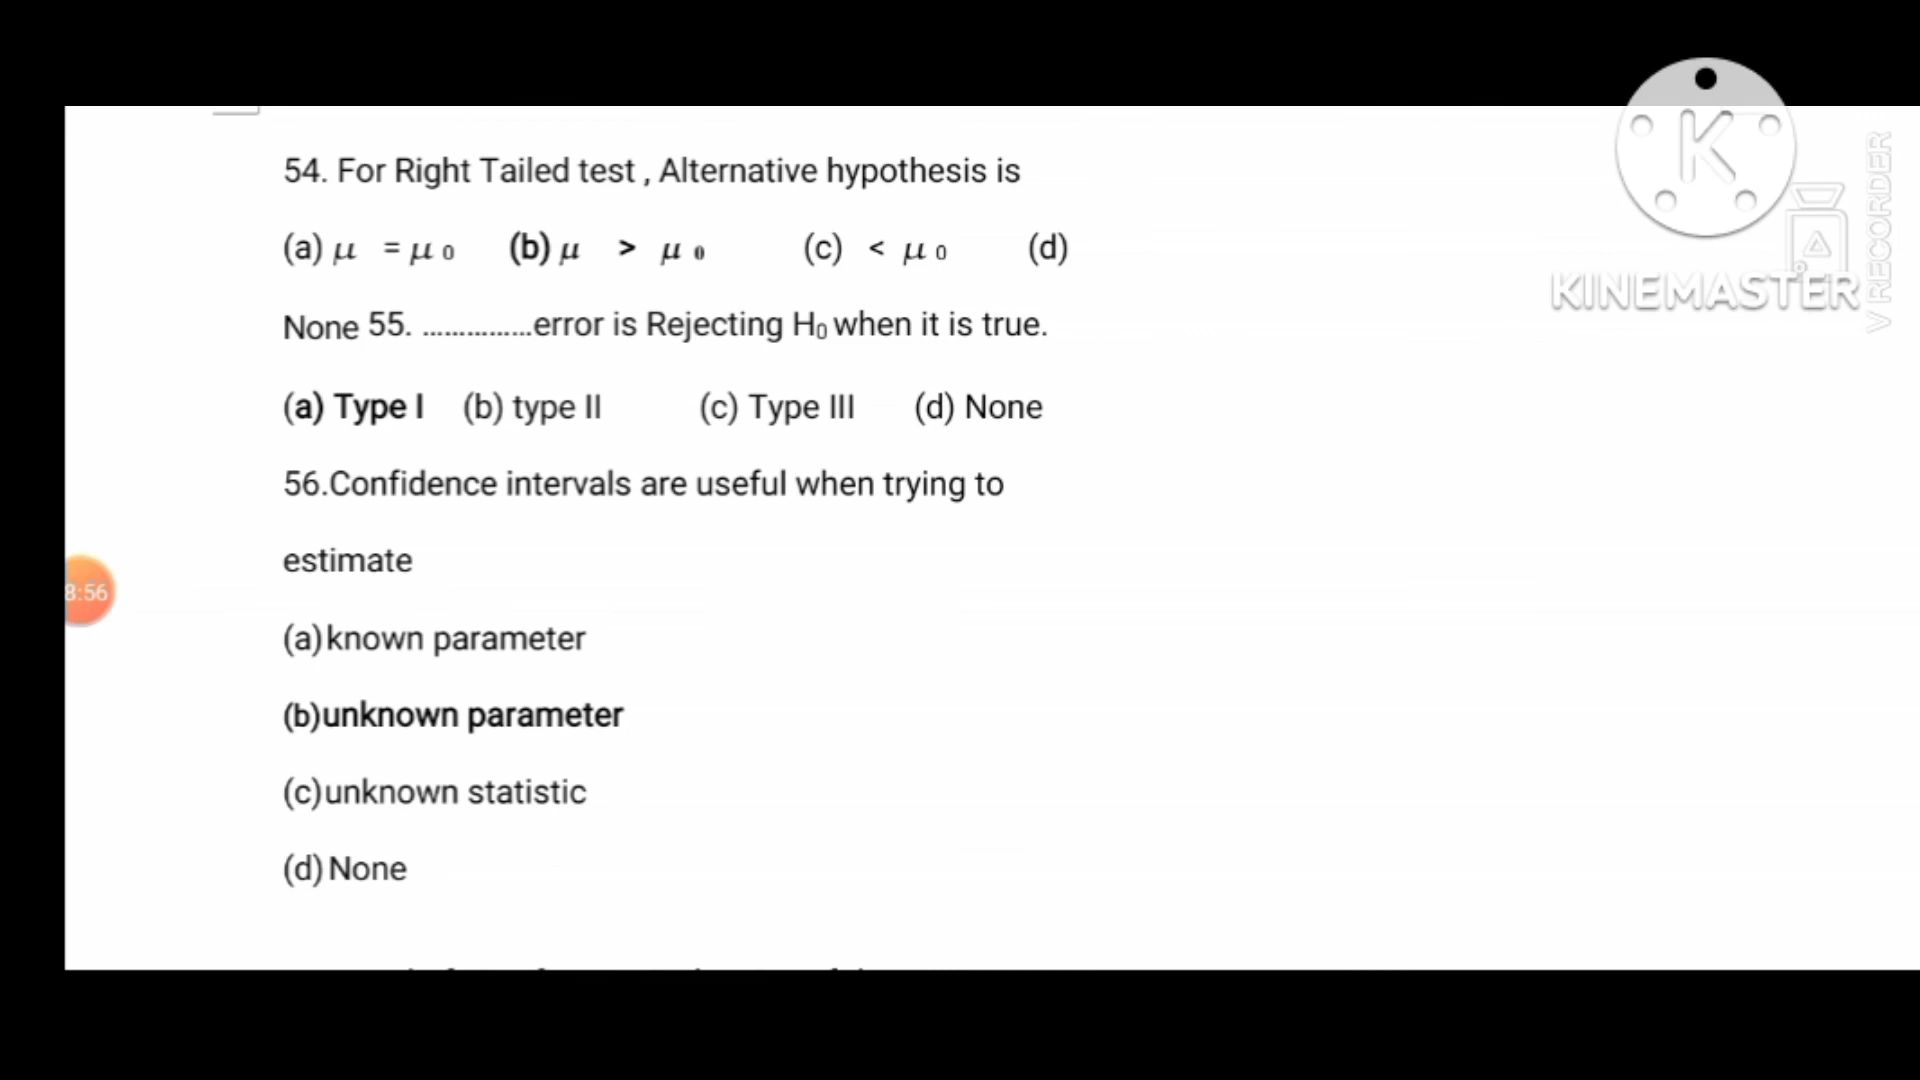 54. For Right Tailed test , Alternative hypothesis is
(a) μ = μ 0 (b) μ > μ 0 (c) < μ 0 (d)
None 55. ...............error is Rejecting H0 when it is true.
(a) Type I (b) type II (c) Type III (d) None
56.Confidence intervals are useful when trying to
estimate
(a)known parameter
(b)unknown parameter
(c)unknown statistic
(d)None
8:56
K
KINEMASTER
V RECORDER